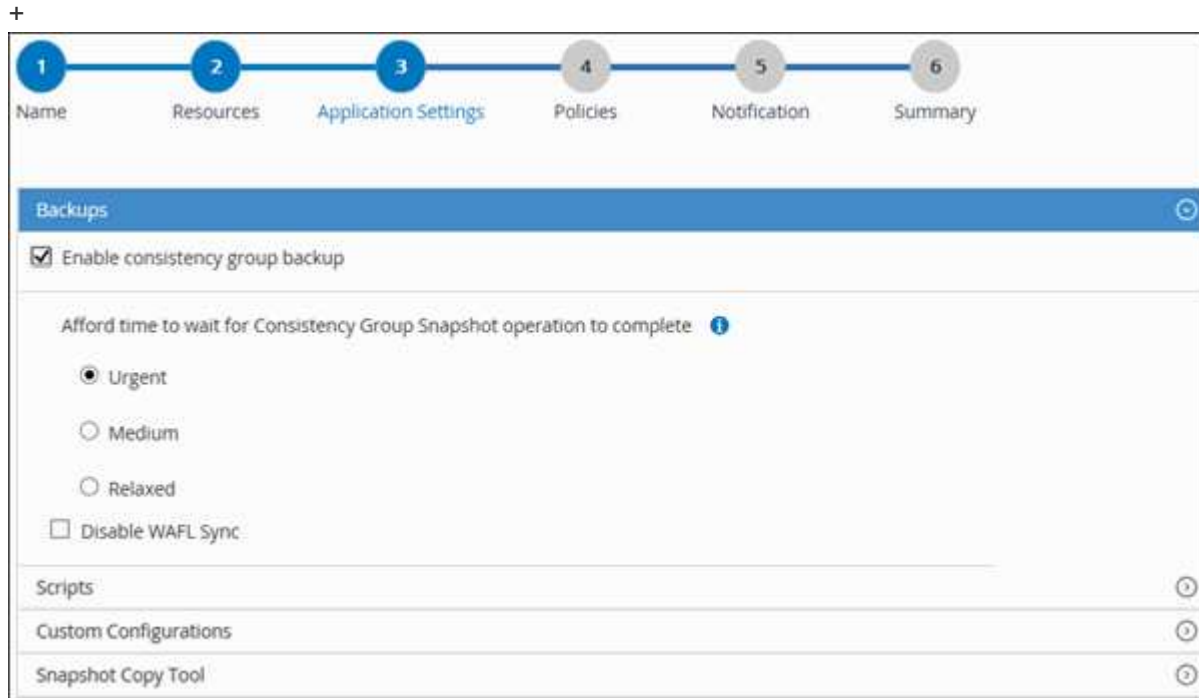 +
1 2 3 4 5 6
Name Resources Application Settings Policies Notification Summary
Backups
Enable consistency group backup
Afford time to wait for Consistency Group Snapshot operation to complete i
Urgent
Medium
Relaxed
Disable WAFL Sync
Scripts
Custom Configurations
Snapshot Copy Tool